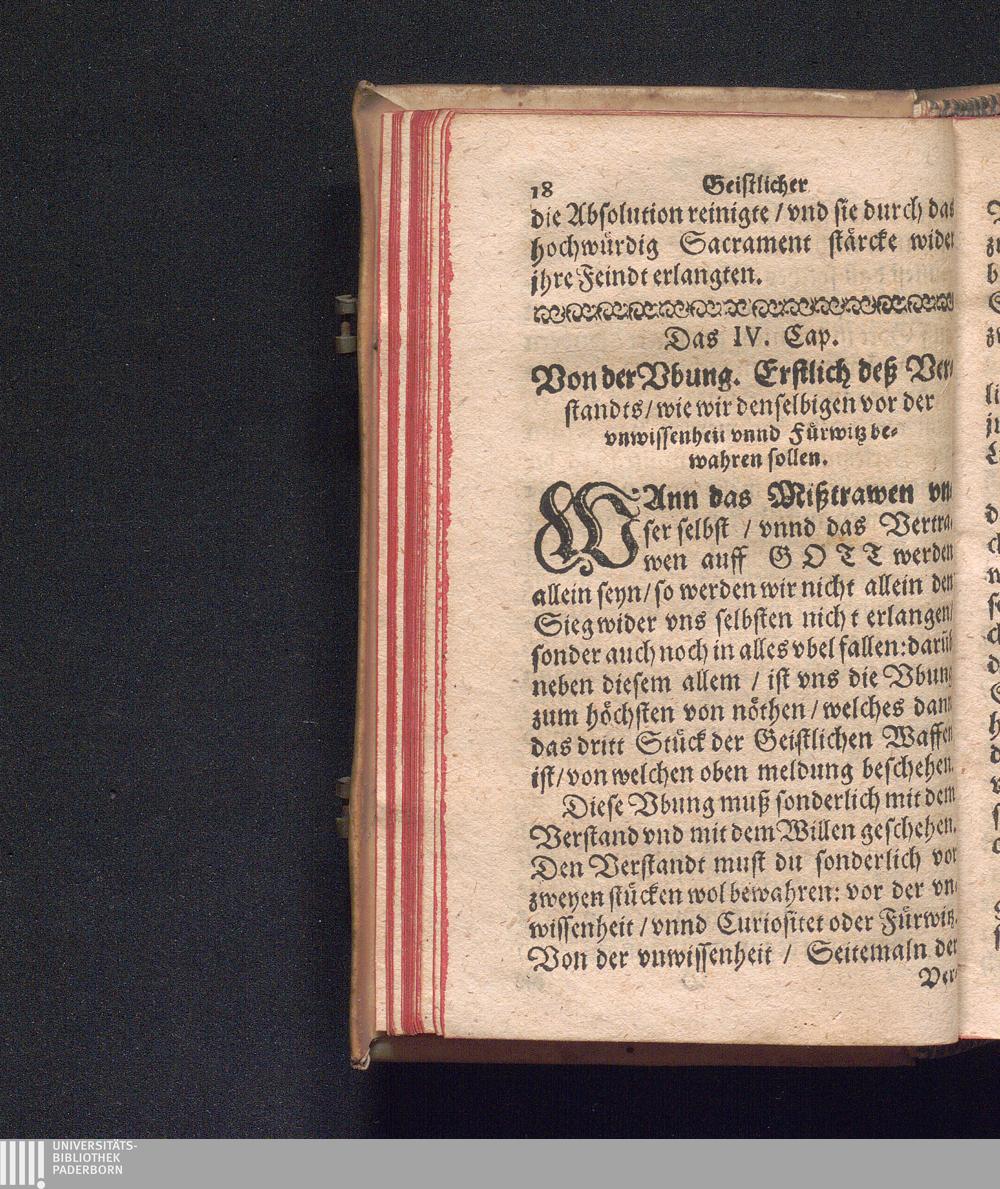 18 Geistlicher
die Absolution reinigte / vnd sie durch das
hochwürdig Sacrament stärcke wider
jhre Feindt erlangten.
Das IV. Cap.
Von der Vbung. Erstlich deß Ver-
standts / wie wir denselbigen vor der
vnwissenheit vnnd Fürwitz be-
wahren sollen.
WAnn das Mißtrawen vn-
ser selbst / vnnd das Vertra-
wen auff GOTT werden
allein seyn / so werden wir nicht allein den
Sieg wider vns selbsten nicht erlangen /
sonder auch noch in alles vbel fallen: darüb
neben diesem allem / ist vns die Vbung
zum höchsten von nöthen / welches dann
das dritt Stück der Geistlichen Waffen
ist / von welchen oben meldung beschehen.
Diese Vbung muß sonderlich mit dem
Verstand vnd mit dem Willen geschehen.
Den Verstandt must du sonderlich vor
zweyen stücken wol bewahren: vor der vn-
wissenheit / vnnd Curiositet oder Fürwitz.
Von der vnwissenheit / Seitemaln der
Ver-
UNIVERSITÄTS-
BIBLIOTHEK
PADERBORN